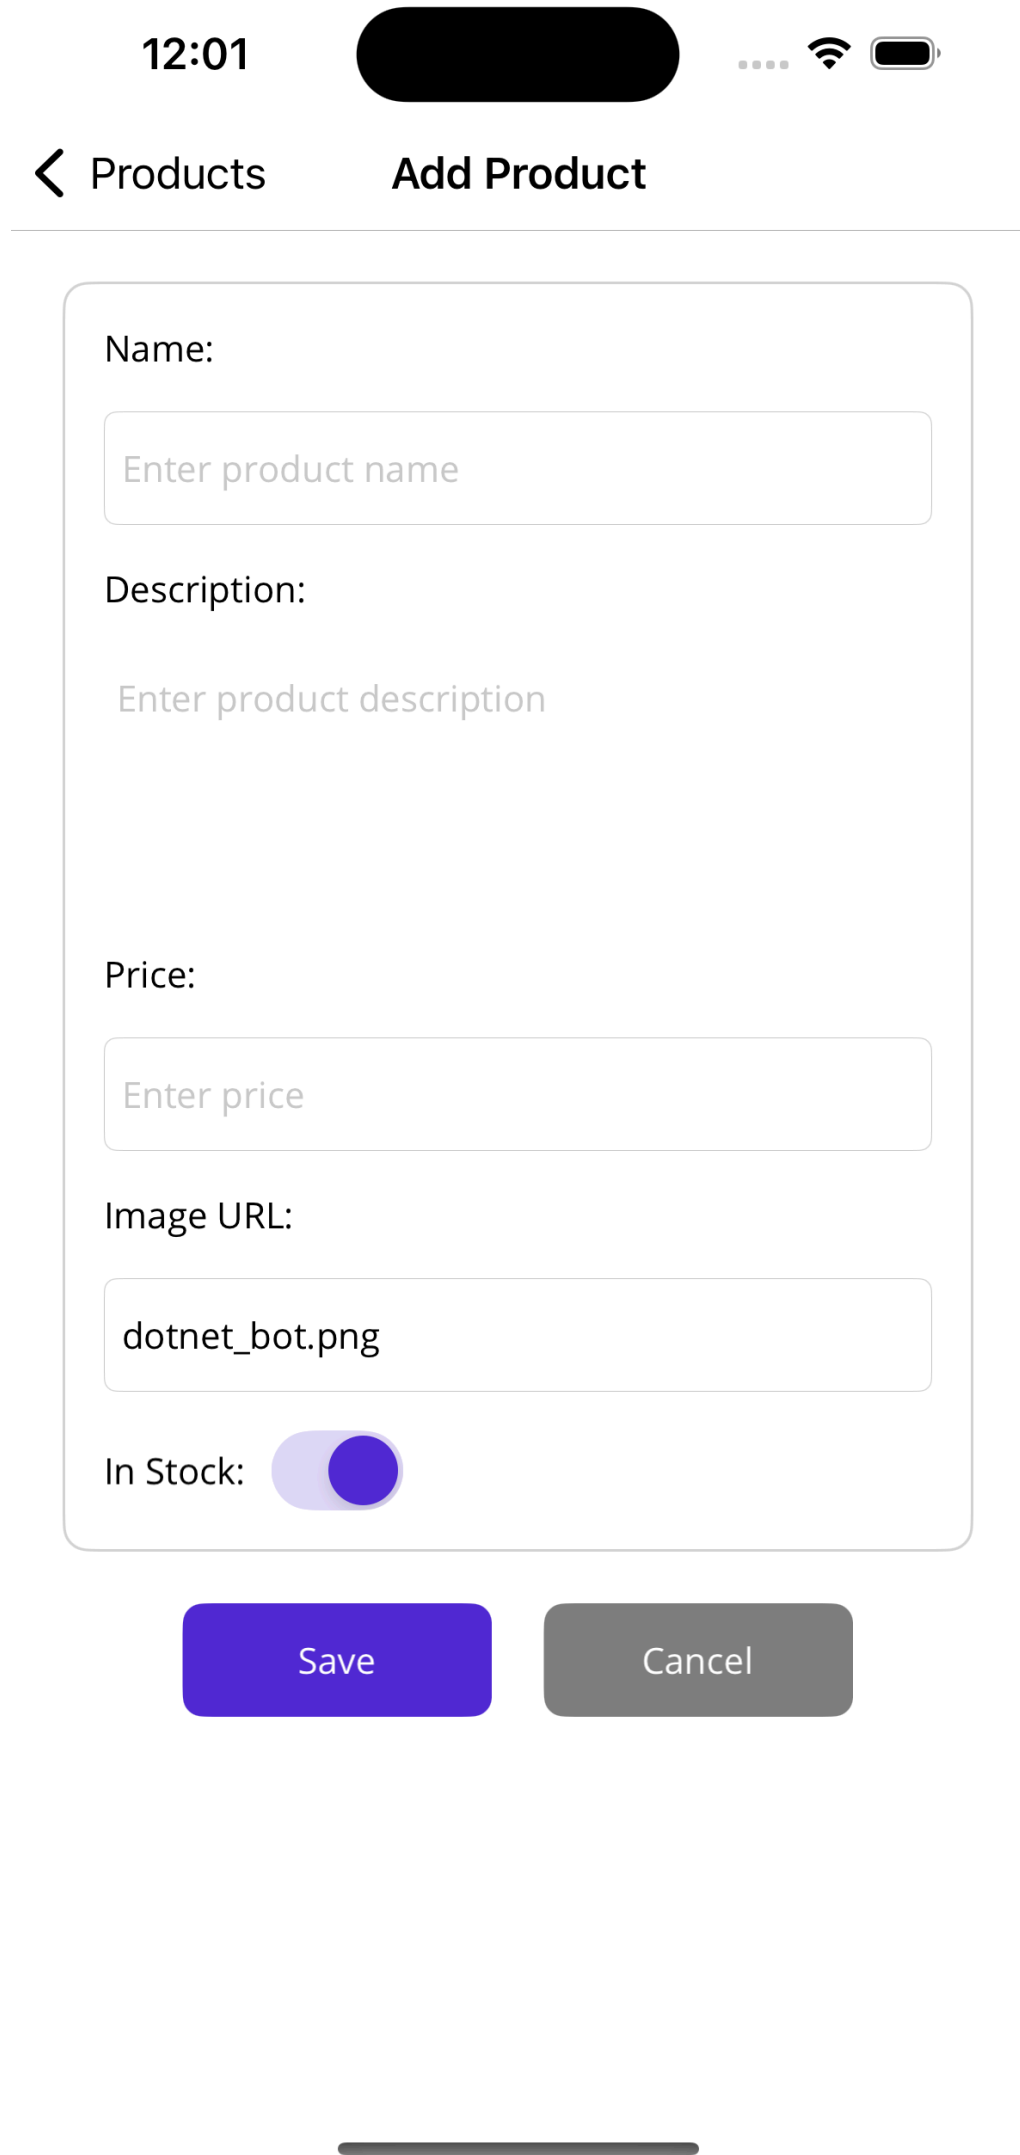 12:01
Products
Add Product
Name:
Enter product name
Description:
Enter product description
Price:
Enter price
Image URL:
dotnet_bot.png
In Stock:
Save
Cancel